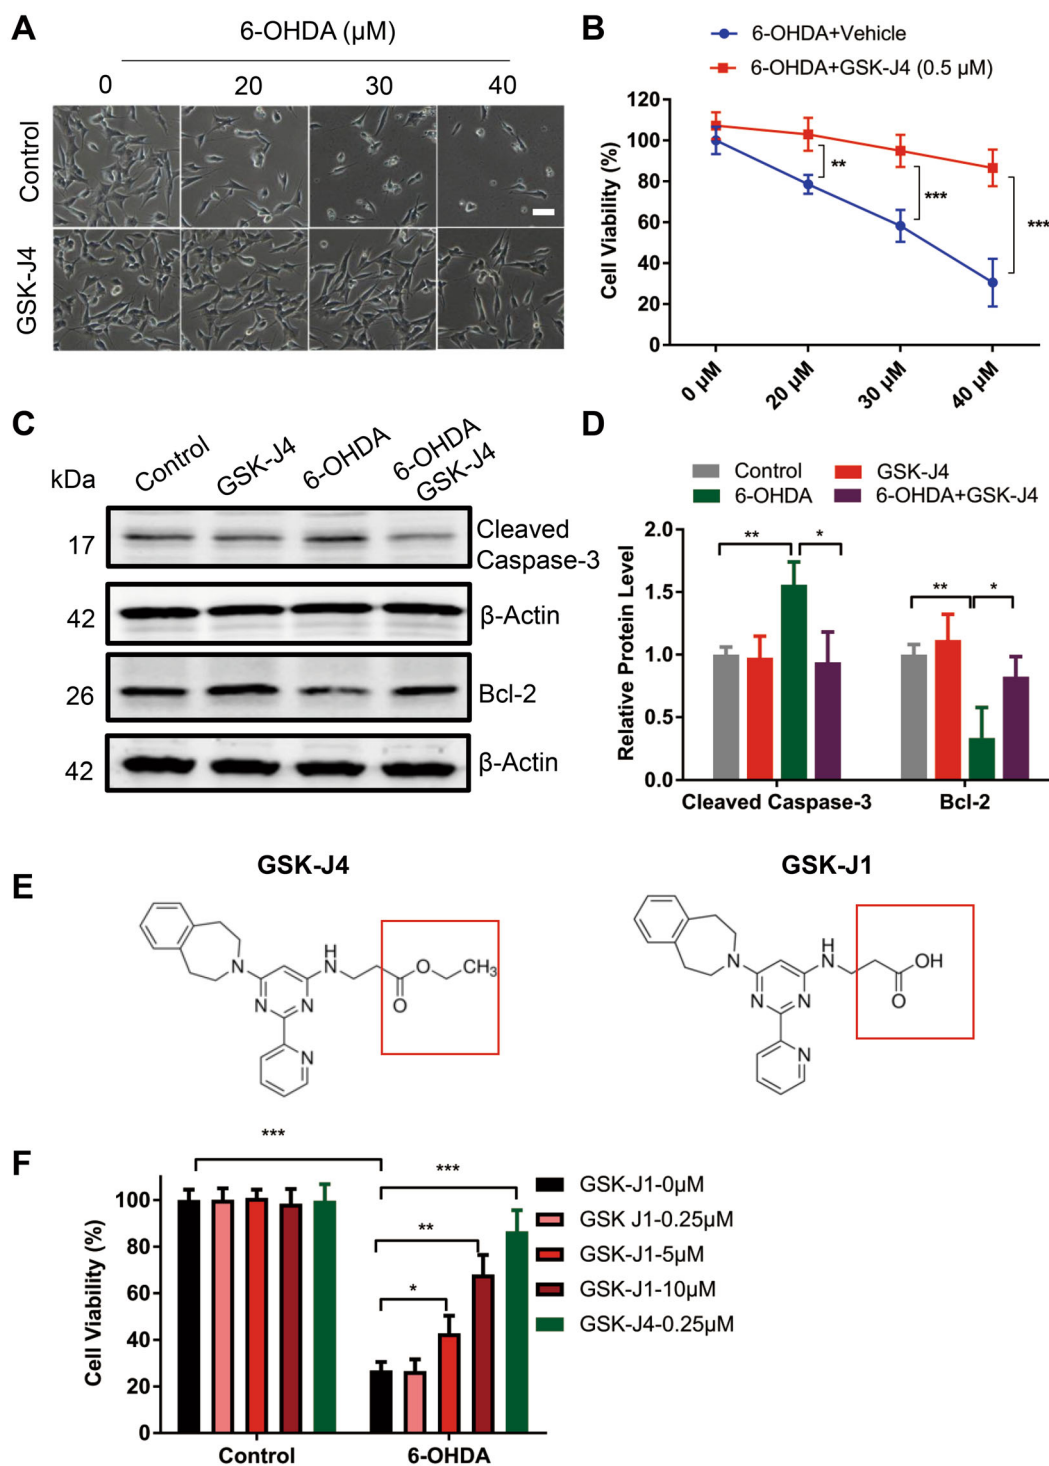 A
6-OHDA (μM)
0 20 30 40
Control
GSK-J4
B
6-OHDA+Vehicle
6-OHDA+GSK-J4 (0.5 μM)
Cell Viability (%)
120
100
80
60
40
20
0
**
***
***
0 μM 20 μM 30 μM 40 μM
C
kDa Control GSK-J4 6-OHDA 6-OHDA GSK-J4
17 Cleaved Caspase-3
42 β-Actin
26 Bcl-2
42 β-Actin
D
Control GSK-J4
6-OHDA 6-OHDA+GSK-J4
Relative Protein Level
2.0
1.5
1.0
0.5
0.0
** *
** *
Cleaved Caspase-3 Bcl-2
E
GSK-J4 GSK-J1
H
N
N
O
CH3
O
N
N
N
H
N
N
OH
O
N
N
N
F
***
***
**
*
Cell Viability (%)
100
80
60
40
20
0
Control 6-OHDA
GSK-J1-0μM
GSK J1-0.25μM
GSK-J1-5μM
GSK-J1-10μM
GSK-J4-0.25μM